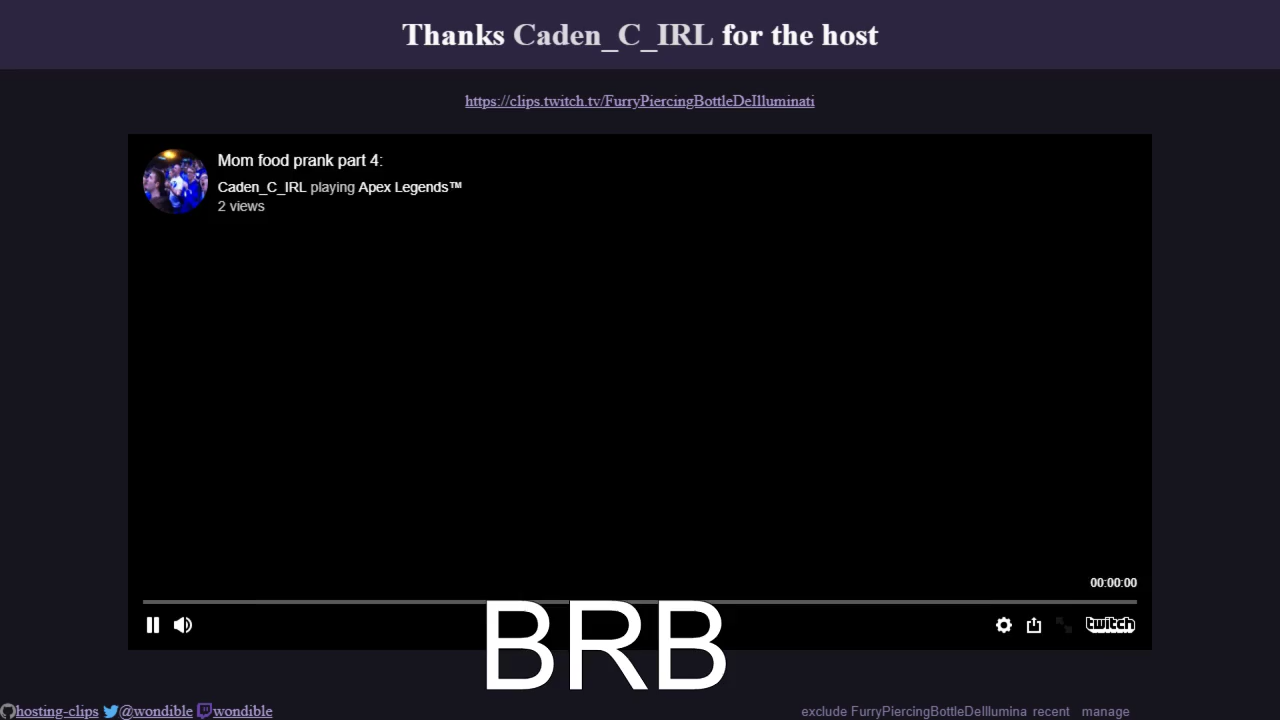 Thanks Caden_C_IRL for the host
https://clips.twitch.tv/FurryPiercingBottleDeIlluminati
Mom food prank part 4:
Caden_C_IRL playing Apex Legends™
2 views
00:00:00
twitch
BRB
hosting-clips @wondible wondible
exclude FurryPiercingBottleDeIllumina recent manage